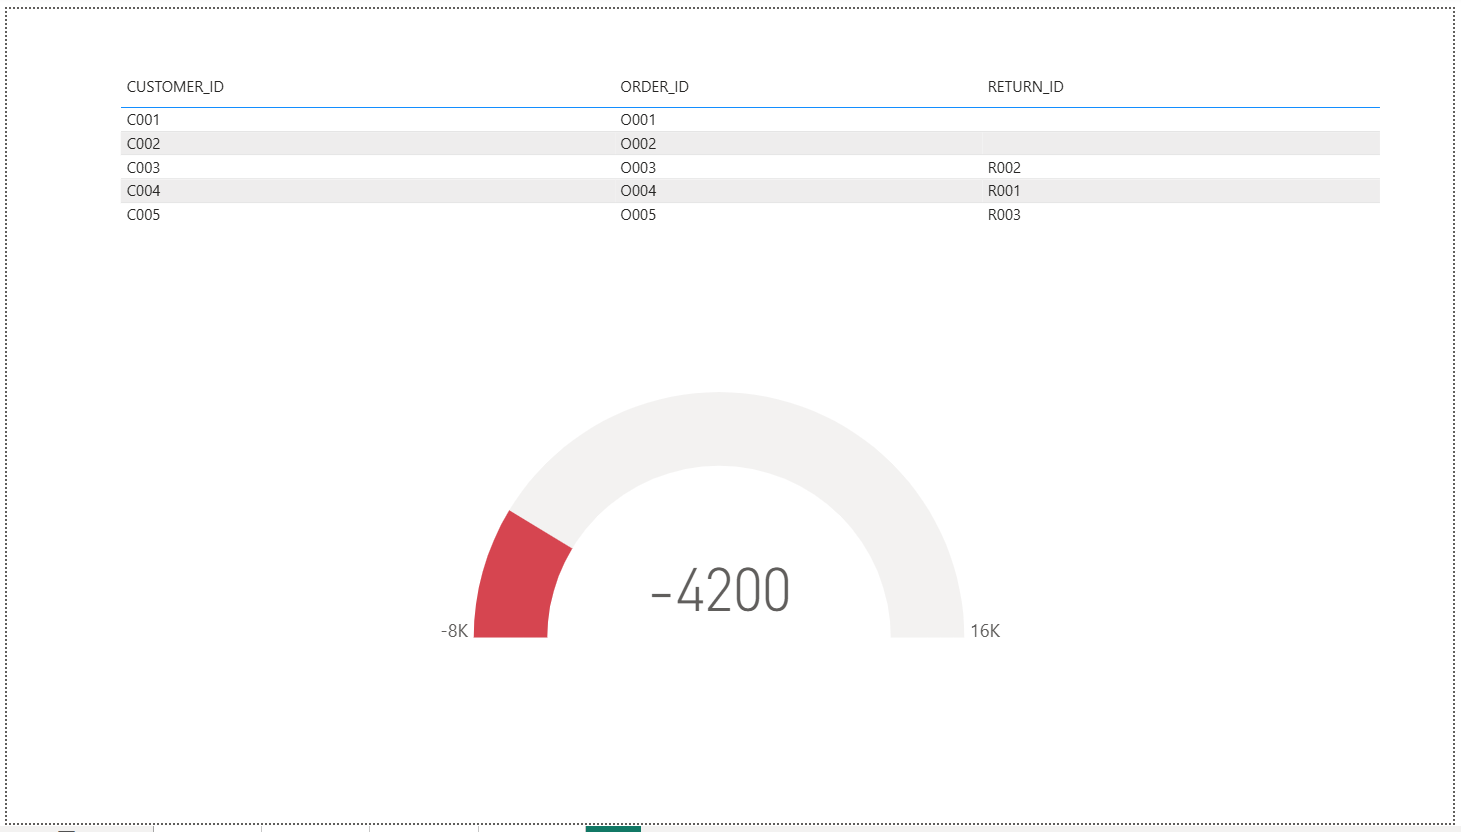 CUSTOMER_ID ORDER_ID RETURN_ID
C001 O001
C002 O002
C003 O003 R002
C004 O004 R001
C005 O005 R003
-4200
-8K 16K